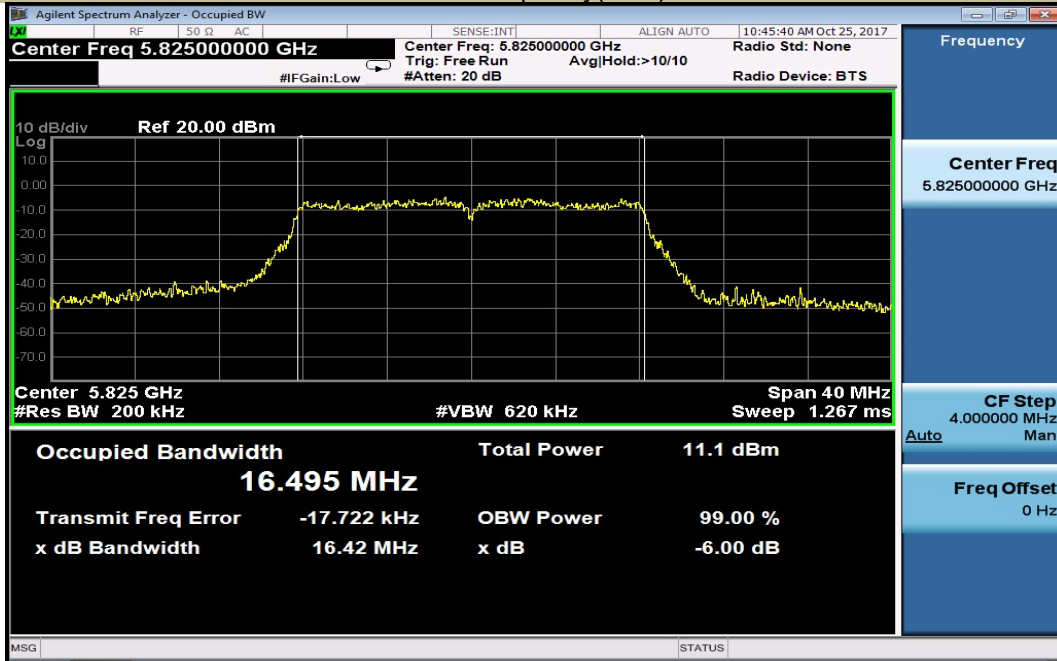 Agilent Spectrum Analyzer - Occupied BW
LXI RF 50 Ω AC SENSE:INT ALIGN AUTO 10:45:40 AM Oct 25, 2017
Center Freq 5.825000000 GHz
Center Freq: 5.825000000 GHz
Radio Std: None
Trig: Free Run Avg|Hold:>10/10
#IFGain:Low
#Atten: 20 dB
Radio Device: BTS
Frequency
10 dB/div Ref 20.00 dBm
Log
10.0
0.00
-10.0
-20.0
-30.0
-40.0
-50.0
-60.0
-70.0
Center 5.825 GHz
Span 40 MHz
#Res BW 200 kHz
#VBW 620 kHz
Sweep 1.267 ms
Occupied Bandwidth
16.495 MHz
Total Power 11.1 dBm
Transmit Freq Error -17.722 kHz
OBW Power 99.00 %
x dB Bandwidth 16.42 MHz
x dB -6.00 dB
Center Freq
5.825000000 GHz
CF Step
4.000000 MHz
Auto Man
Freq Offset
0 Hz
MSG
STATUS